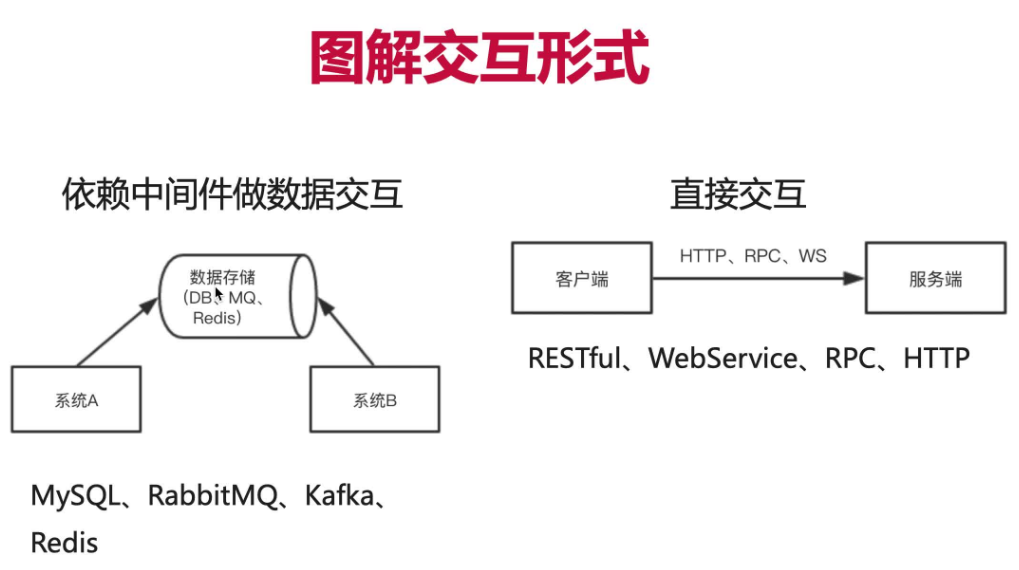 图解交互形式
依赖中间件做数据交互
数据存储
（DB、MQ、
Redis）
系统A
系统B
MySQL、RabbitMQ、Kafka、
Redis
直接交互
客户端
HTTP、RPC、WS
服务端
RESTful、WebService、RPC、HTTP